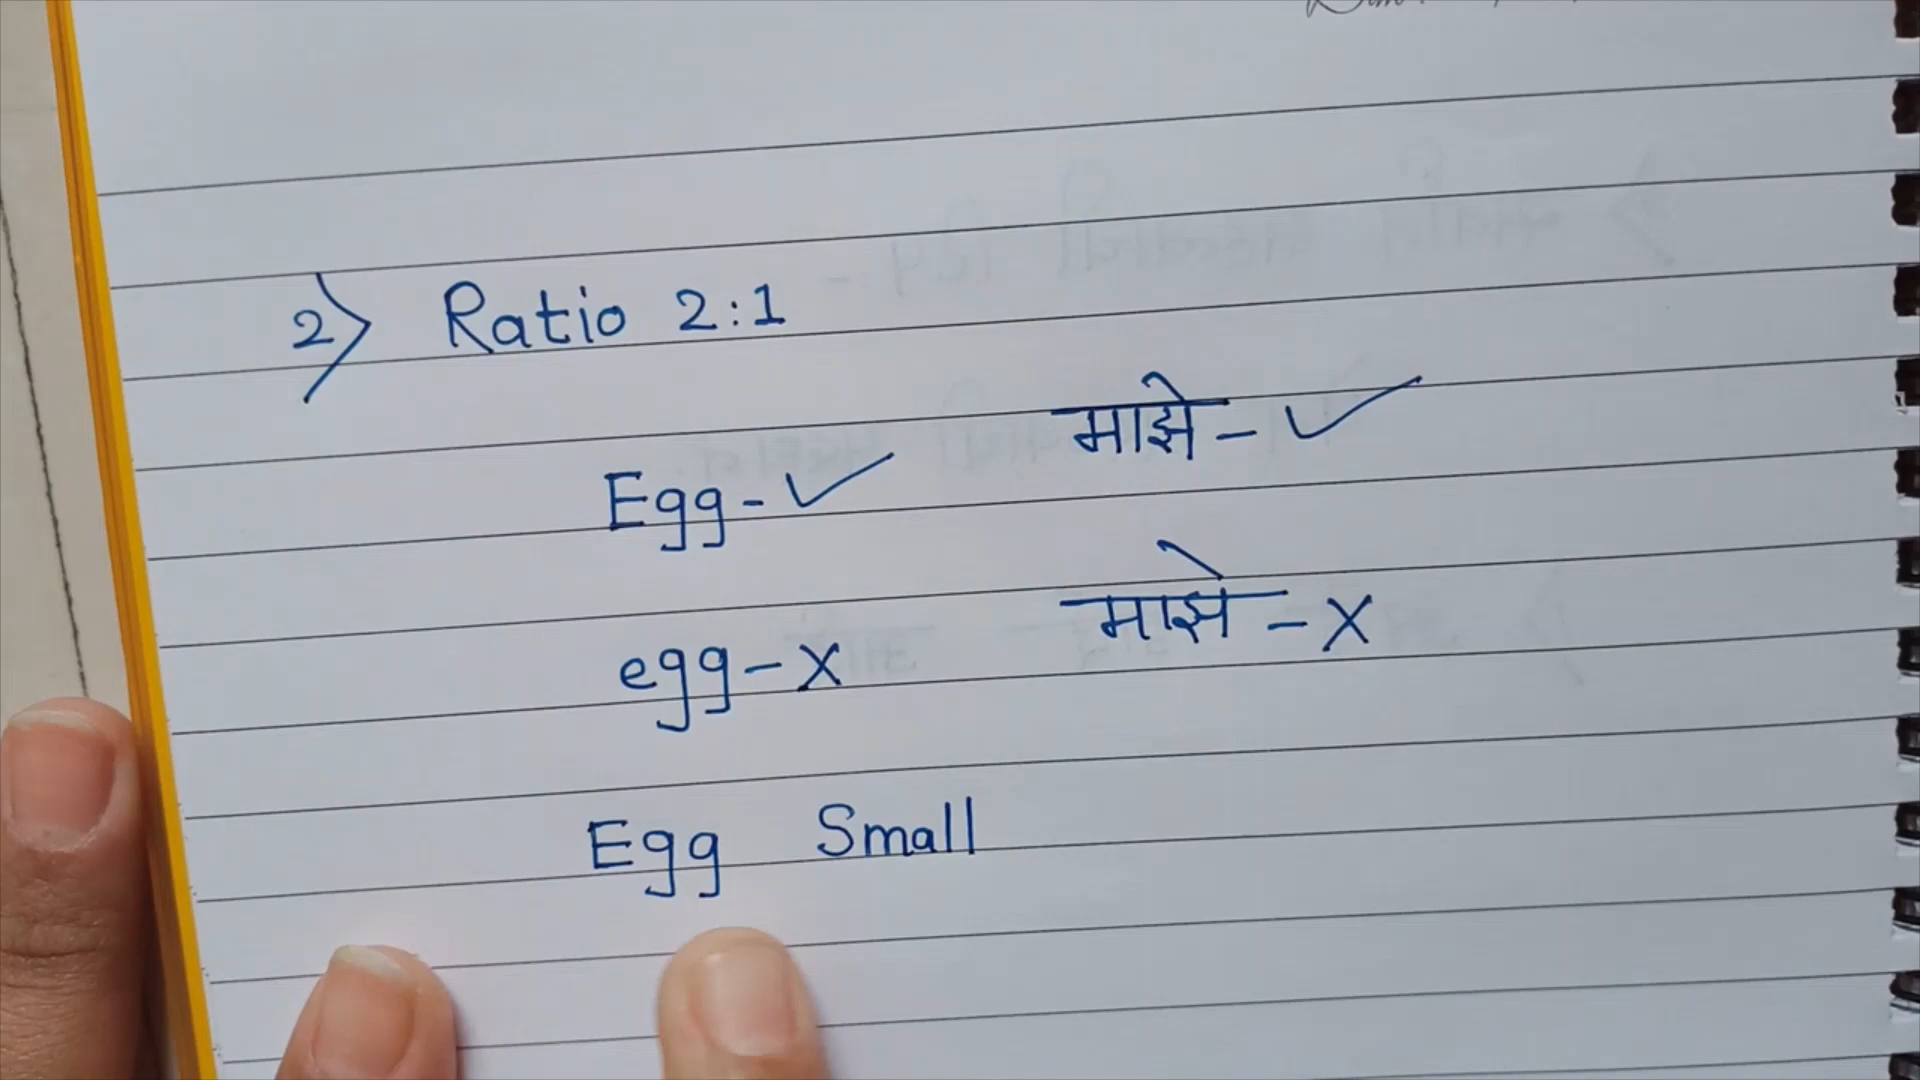 2) Ratio 2:1
Egg - ✓ माझे - ✓
egg - x माझे - x
Egg Small